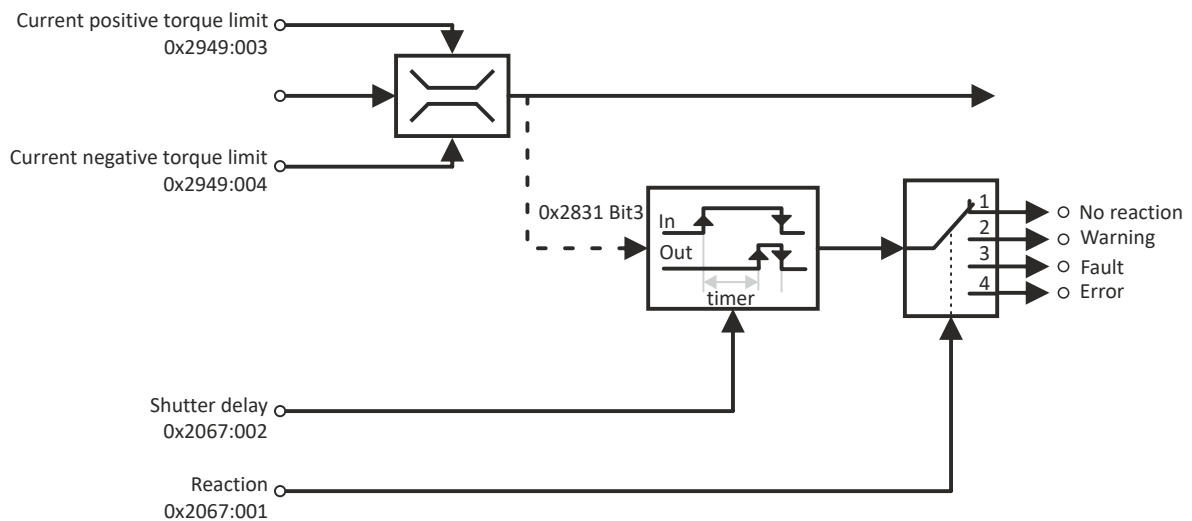 Current positive torque limit
0x2949:003
Current negative torque limit
0x2949:004
0x2831 Bit3
In
Out
timer
1
2
3
4
No reaction
Warning
Fault
Error
Shutter delay
0x2067:002
Reaction
0x2067:001